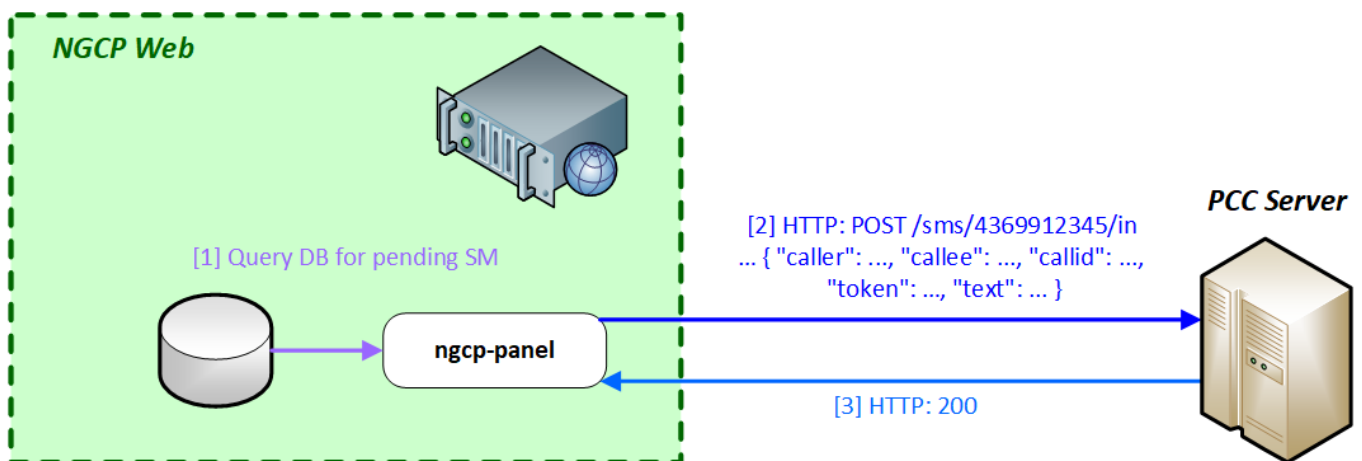 NGCP Web
PCC Server
[2] HTTP: POST /sms/4369912345/in
... { "caller": ..., "callee": ..., "callid": ...,
"token": ..., "text": ... }
[1] Query DB for pending SM
ngcp-panel
[3] HTTP: 200